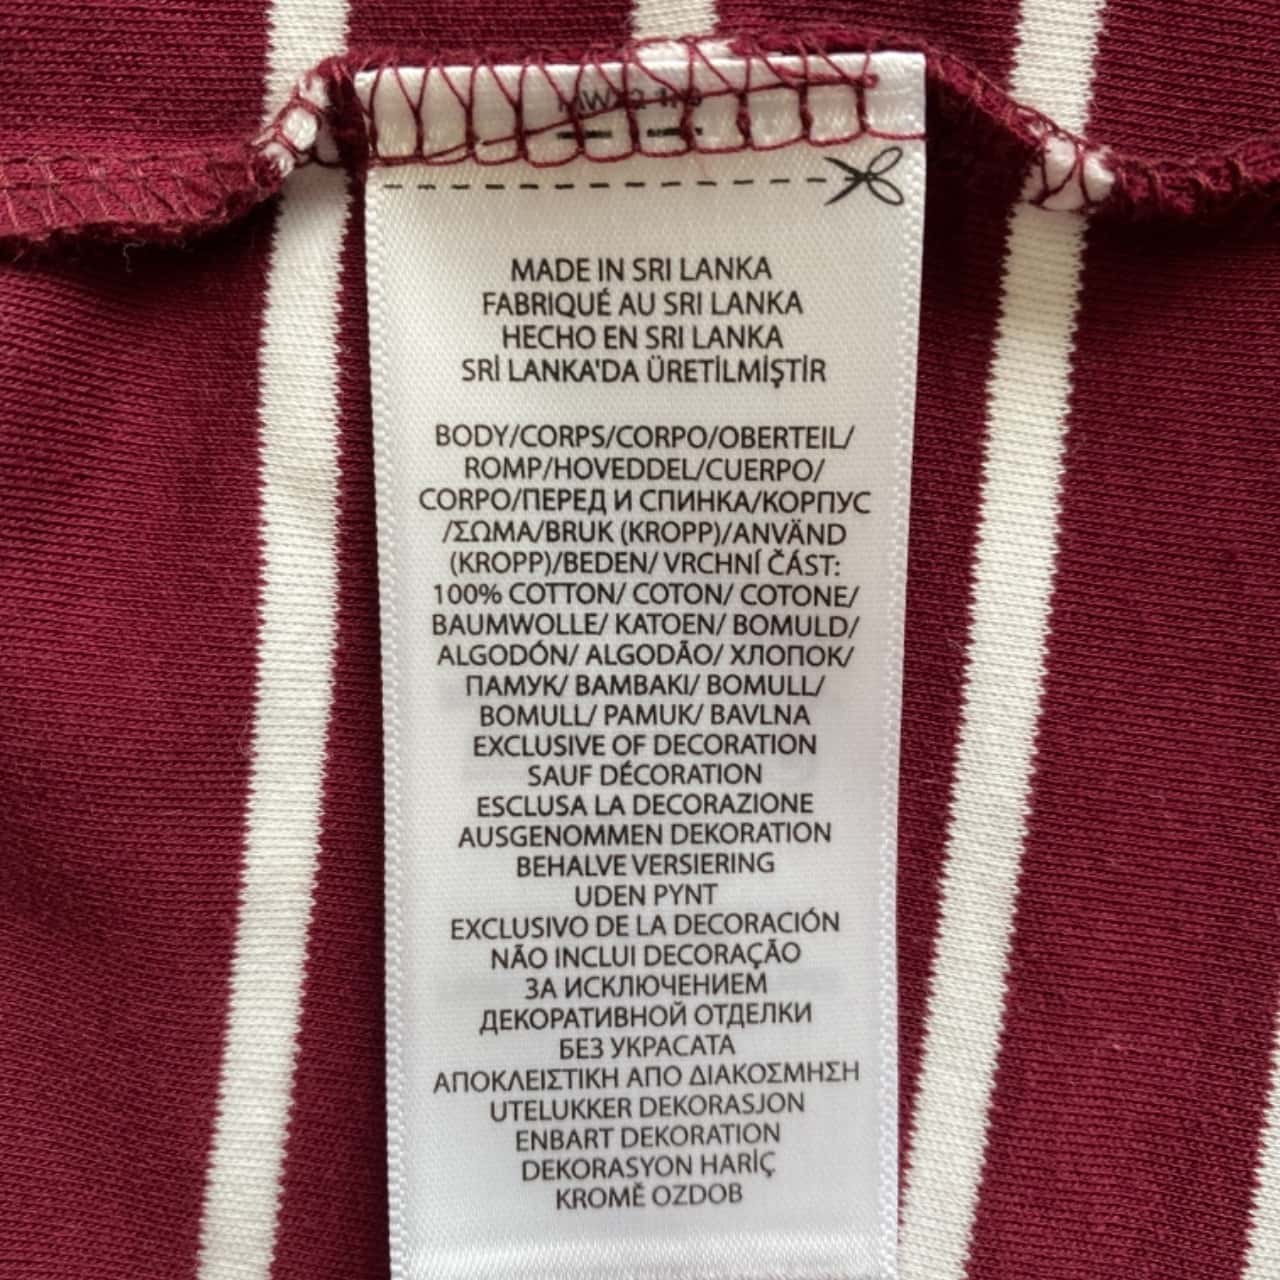 MADE IN SRI LANKA
FABRIQUÉ AU SRI LANKA
HECHO EN SRI LANKA
SRİ LANKA'DA ÜRETİLMİŞTİR
BODY/CORPS/CORPO/OBERTEIL/
ROMP/HOVEDDEL/CUERPO/
CORPO/ПЕРЕД И СПИНКА/КОРПУС
/ΣΩΜΑ/BRUK (KROPP)/ANVÄND
(KROPP)/BEDEN/ VRCHNÍ ČÁST:
100% COTTON/ COTON/ COTONE/
BAUMWOLLE/ KATOEN/ BOMULD/
ALGODÓN/ ALGODÃO/ ХЛОПОК/
ПАМУК/ BAMBAKI/ BOMULL/
BOMULL/ PAMUK/ BAVLNA
EXCLUSIVE OF DECORATION
SAUF DÉCORATION
ESCLUSA LA DECORAZIONE
AUSGENOMMEN DEKORATION
BEHALVE VERSIERING
UDEN PYNT
EXCLUSIVO DE LA DECORACIÓN
NÃO INCLUI DECORAÇÃO
ЗА ИСКЛЮЧЕНИЕМ
ДЕКОРАТИВНОЙ ОТДЕЛКИ
БЕЗ УКРАСАТА
ΑΠΟΚΛΕΙΣΤΙΚΗ ΑΠΟ ΔΙΑΚΟΣΜΗΣΗ
UTELUKKER DEKORASJON
ENBART DEKORATION
DEKORASYON HARİÇ
KROMĚ OZDOB